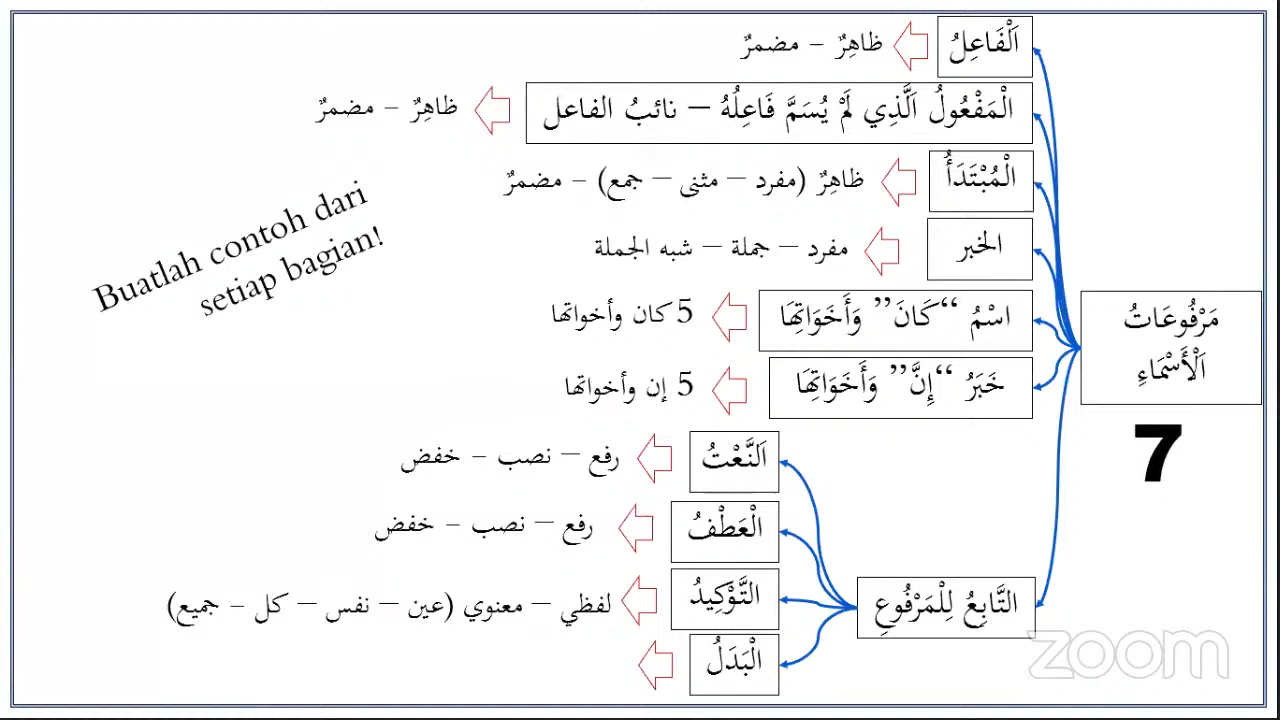 اَلْفَاعِلُ
ظاهِرٌ – مضمرٌ
الْمَفْعُولُ اَلَّذِي لَمْ يُسَمَّ فَاعِلُهُ – نائبُ الفاعل
ظاهِرٌ – مضمرٌ
الْمُبْتَدَأُ
ظاهِرٌ (مفرد – مثنى – جمع) – مضمرٌ
الخبر
مفرد – جملة – شبه الجملة
اسْمُ “كَانَ” وَأَخَوَاتِهَا
5 كان وأخواتها
خَبَرُ “إِنَّ” وَأَخَوَاتِهَا
5 إن وأخواتها
مَرْفُوعَاتُ
اَلْأَسْمَاءِ
7
اَلنَّعْتُ
رفع – نصب – خفض
الْعَطْفُ
رفع – نصب – خفض
التَّوْكِيدُ
لفظي – معنوي (عين – نفس – كل – جميع)
الْبَدَلُ
التَّابِعُ لِلْمَرْفُوعِ
Buatlah contoh dari
setiap bagian!
zoom